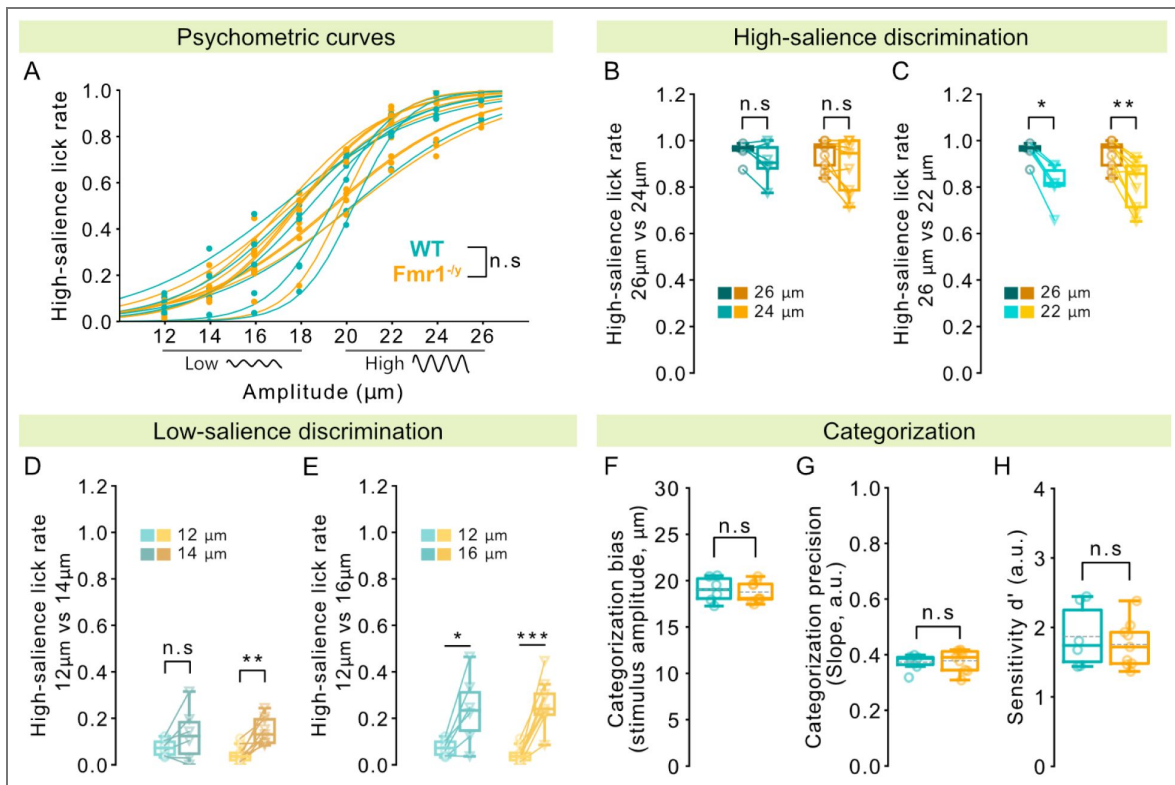 Psychometric curves
A
High-salience lick rate
1.0
0.8
0.6
0.4
0.2
0.0
WT
Fmr1-/y
n.s
12 14 16 18 20 22 24 26
Low
High
Amplitude (μm)
High-salience discrimination
B
High-salience lick rate
26μm vs 24μm
1.2
1.0
0.8
0.6
0.4
0.2
0.0
n.s
n.s
26 μm
24 μm
C
High-salience lick rate
26 μm vs 22 μm
1.2
1.0
0.8
0.6
0.4
0.2
0.0
*
**
26 μm
22 μm
Low-salience discrimination
D
High-salience lick rate
12μm vs 14μm
1.2
1.0
0.8
0.6
0.4
0.2
0.0
12 μm
14 μm
n.s
**
E
High-salience lick rate
12μm vs 16μm
1.2
1.0
0.8
0.6
0.4
0.2
0.0
12 μm
16 μm
*
***
Categorization
F
Categorization bias
(stimulus amplitude, μm)
30
25
20
15
10
5
0
n.s
G
Categorization precision
(Slope, a.u.)
1.0
0.8
0.6
0.4
0.2
0.0
n.s
H
Sensitivity d' (a.u.)
4
3
2
1
0
n.s